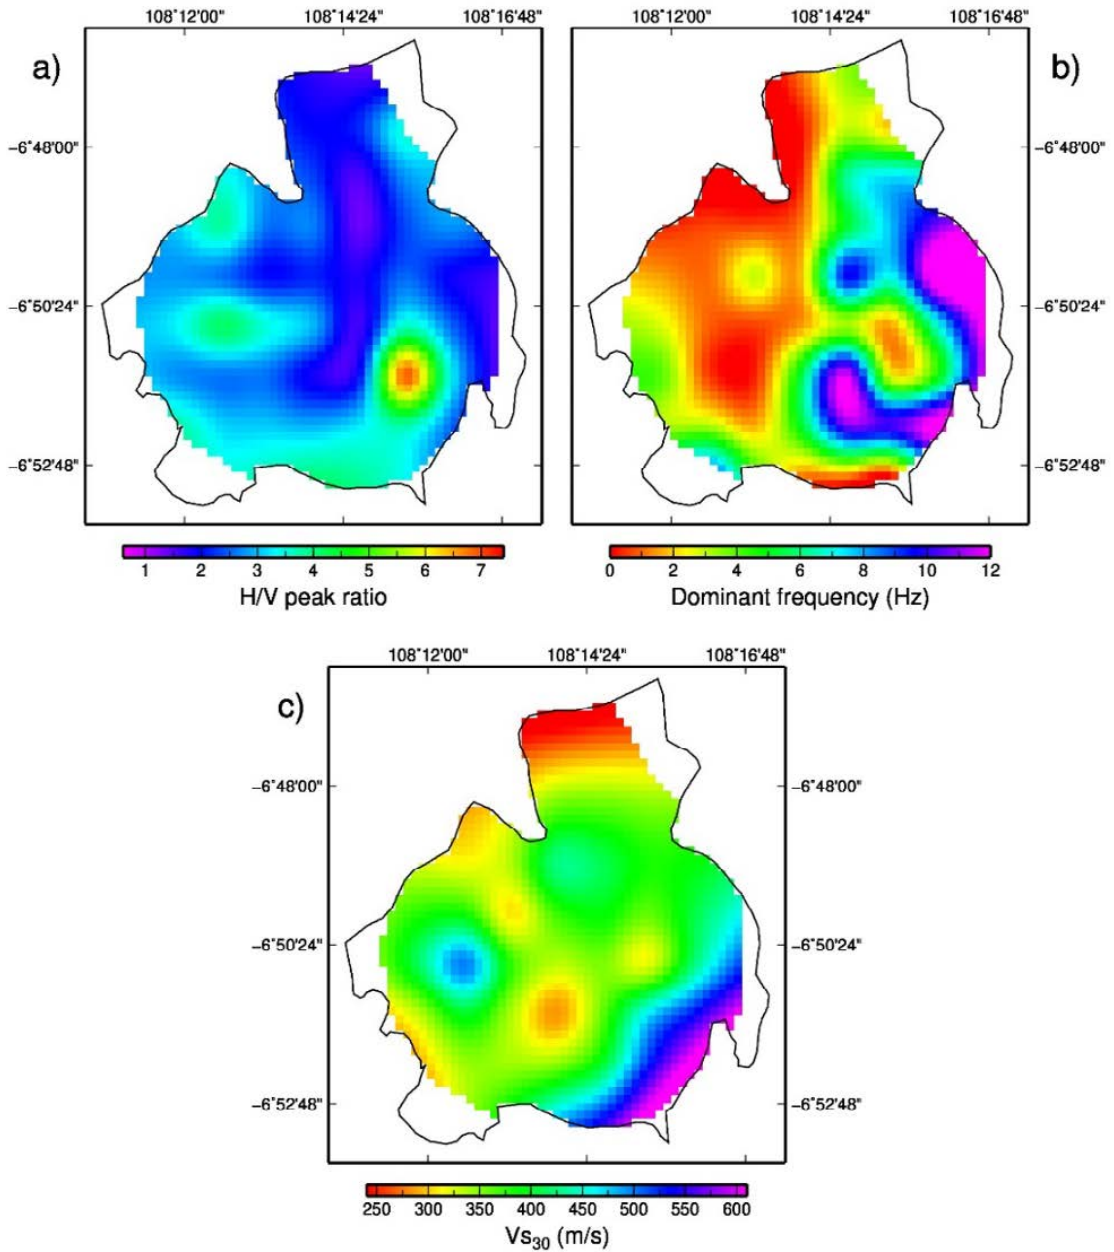 108°12'00" 108°14'24" 108°16'48" 108°12'00" 108°14'24" 108°16'48"
a) b)
-6°48'00" -6°48'00"
-6°50'24" -6°50'24"
-6°52'48" -6°52'48"
1 2 3 4 5 6 7 0 2 4 6 8 10 12
H/V peak ratio Dominant frequency (Hz)
108°12'00" 108°14'24" 108°16'48"
c)
-6°48'00" -6°48'00"
-6°50'24" -6°50'24"
-6°52'48" -6°52'48"
250 300 350 400 450 500 550 600
Vs30 (m/s)